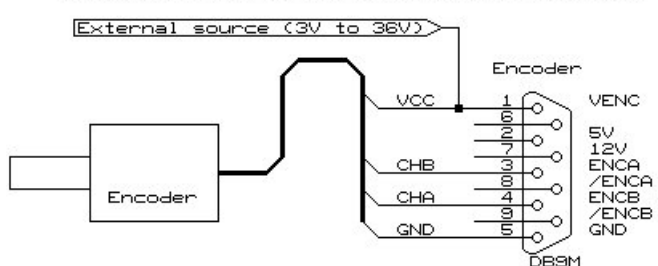 External source (3V to 36V)
Encoder
VCC 1 VENC
6
2 5V
7 12V
CHB 3 ENCA
8 /ENCA
Encoder CHA 4 ENCB
9 /ENCB
GND 5 GND
DB9M